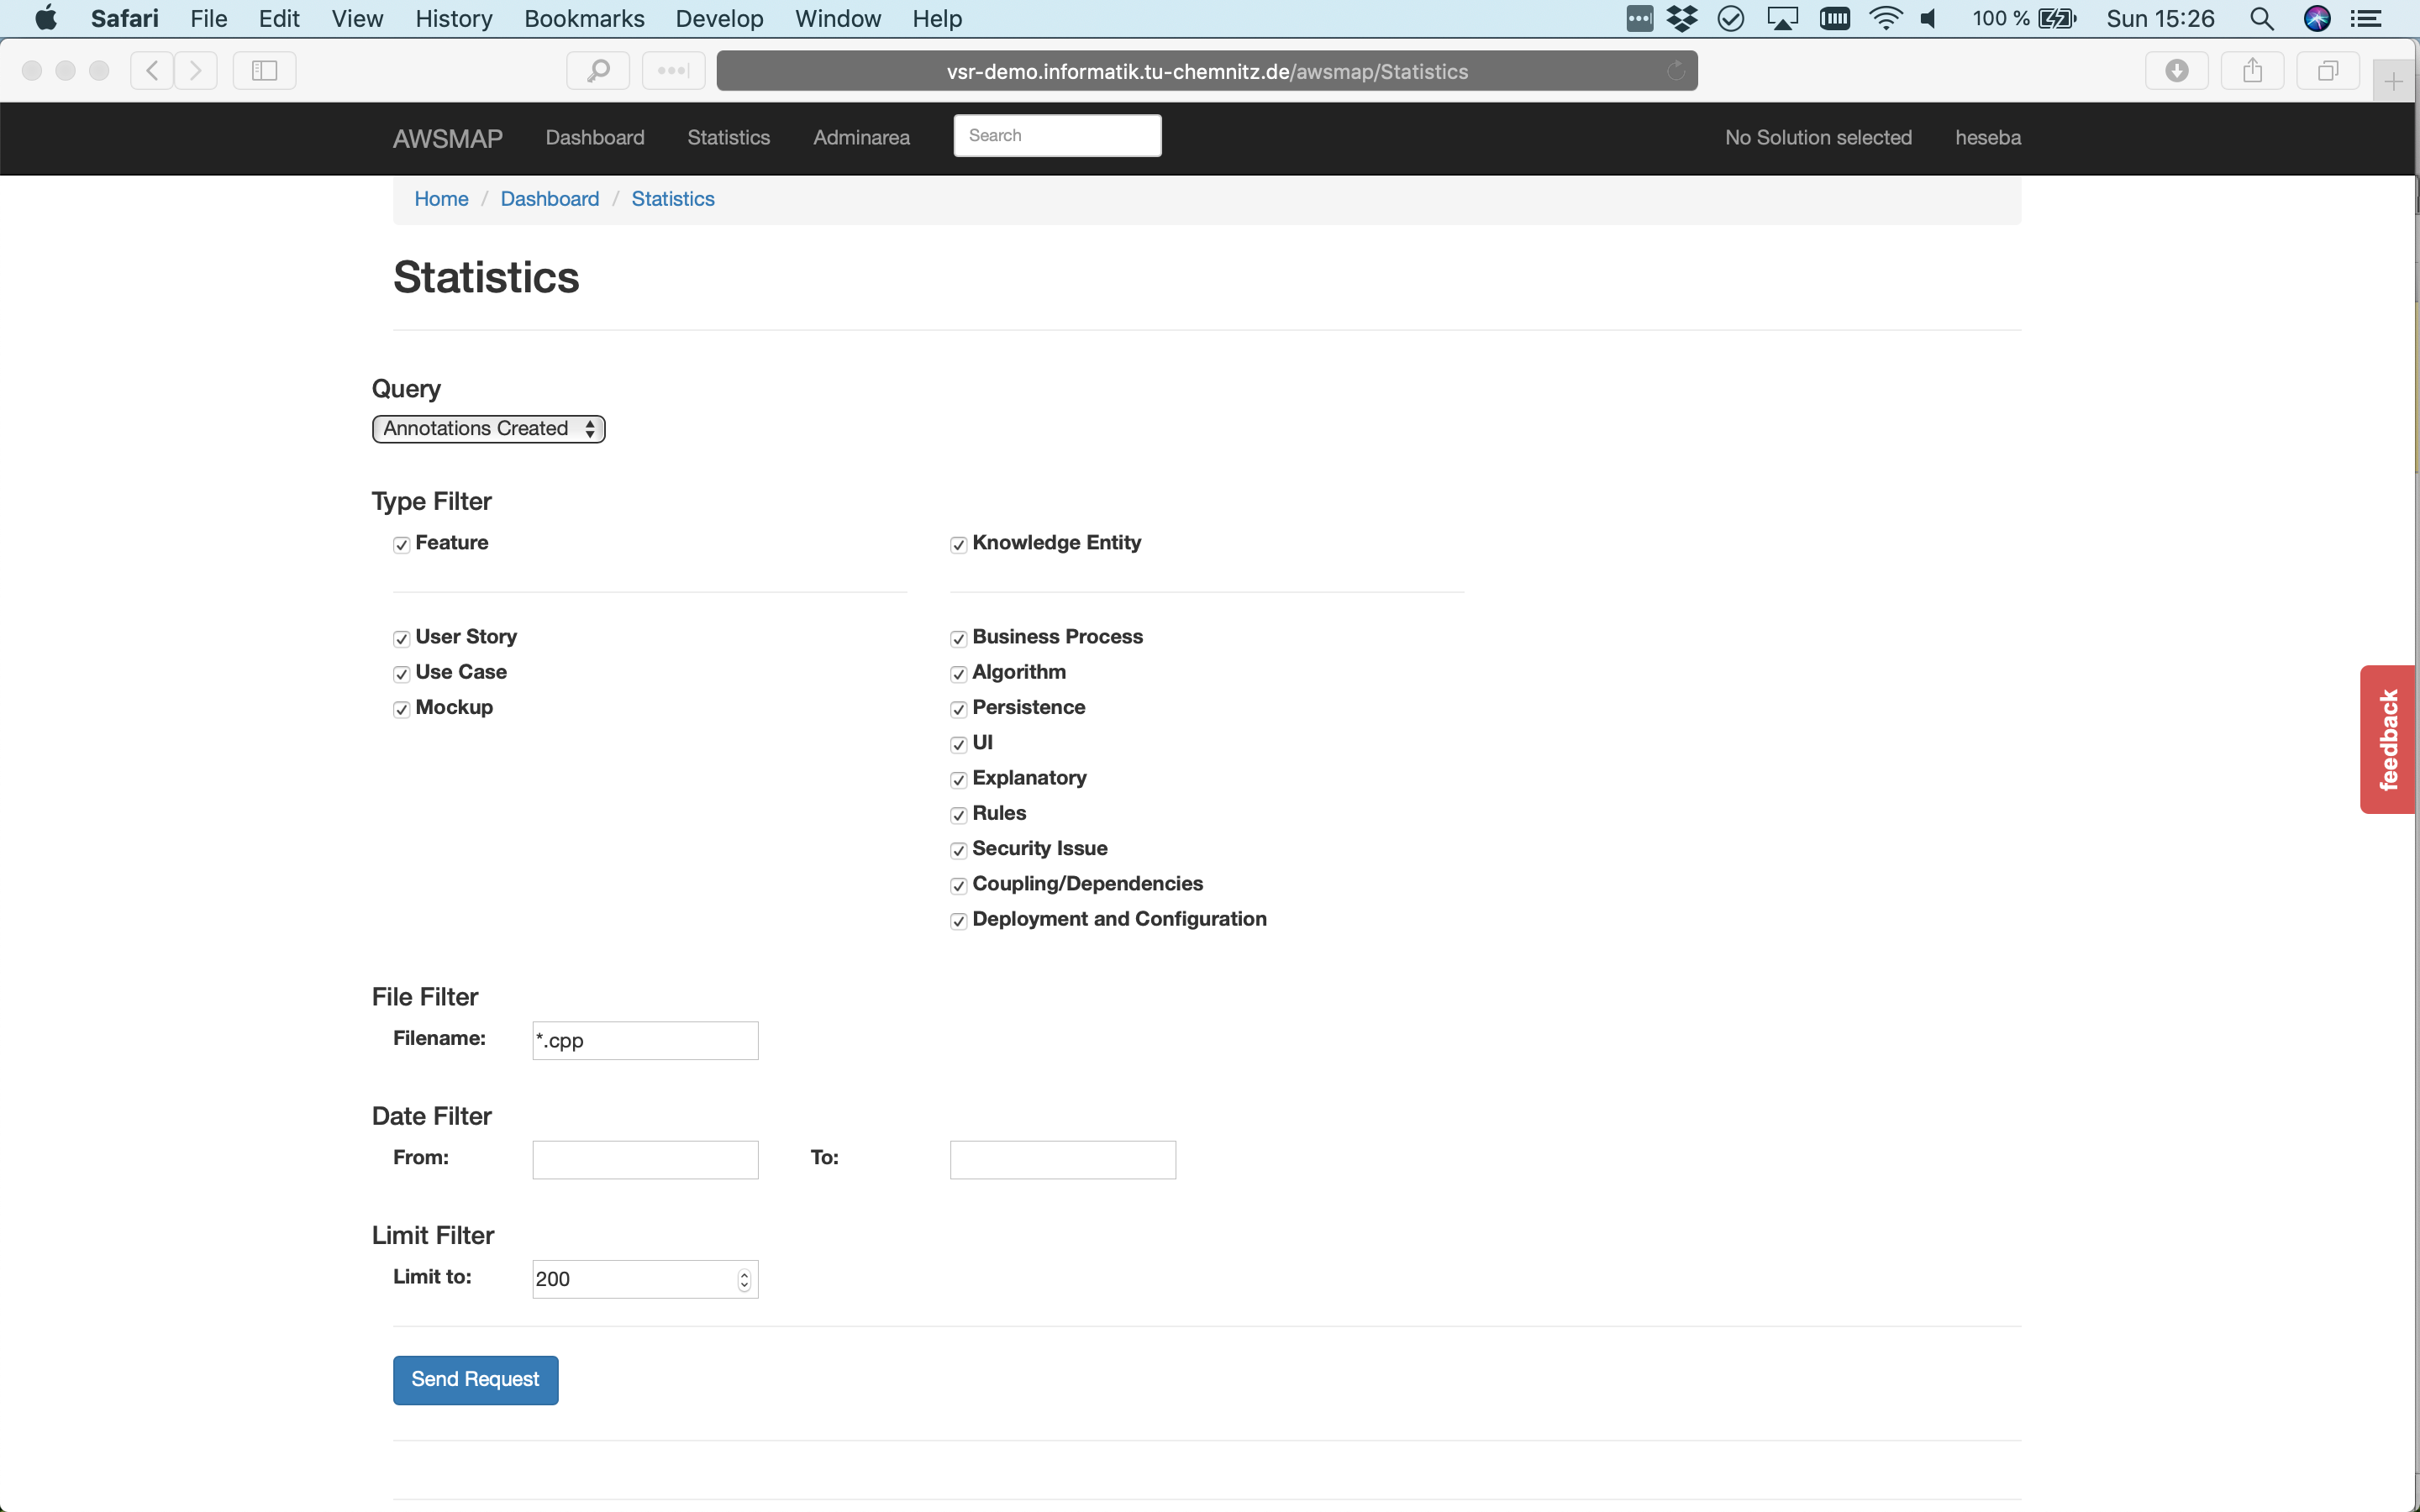 Safari File Edit View History Bookmarks Develop Window Help 100 % Sun 15:26
vsr-demo.informatik.tu-chemnitz.de/awsmap/Statistics
AWSMAP Dashboard Statistics Adminarea Search No Solution selected heseba
Home / Dashboard / Statistics
Statistics
Query
Annotations Created
Type Filter
Feature Knowledge Entity
User Story Business Process
Use Case Algorithm
Mockup Persistence
UI
feedback
Explanatory
Rules
Security Issue
Coupling/Dependencies
Deployment and Configuration
File Filter
Filename: *.cpp
Date Filter
From: To:
Limit Filter
Limit to: 200
Send Request